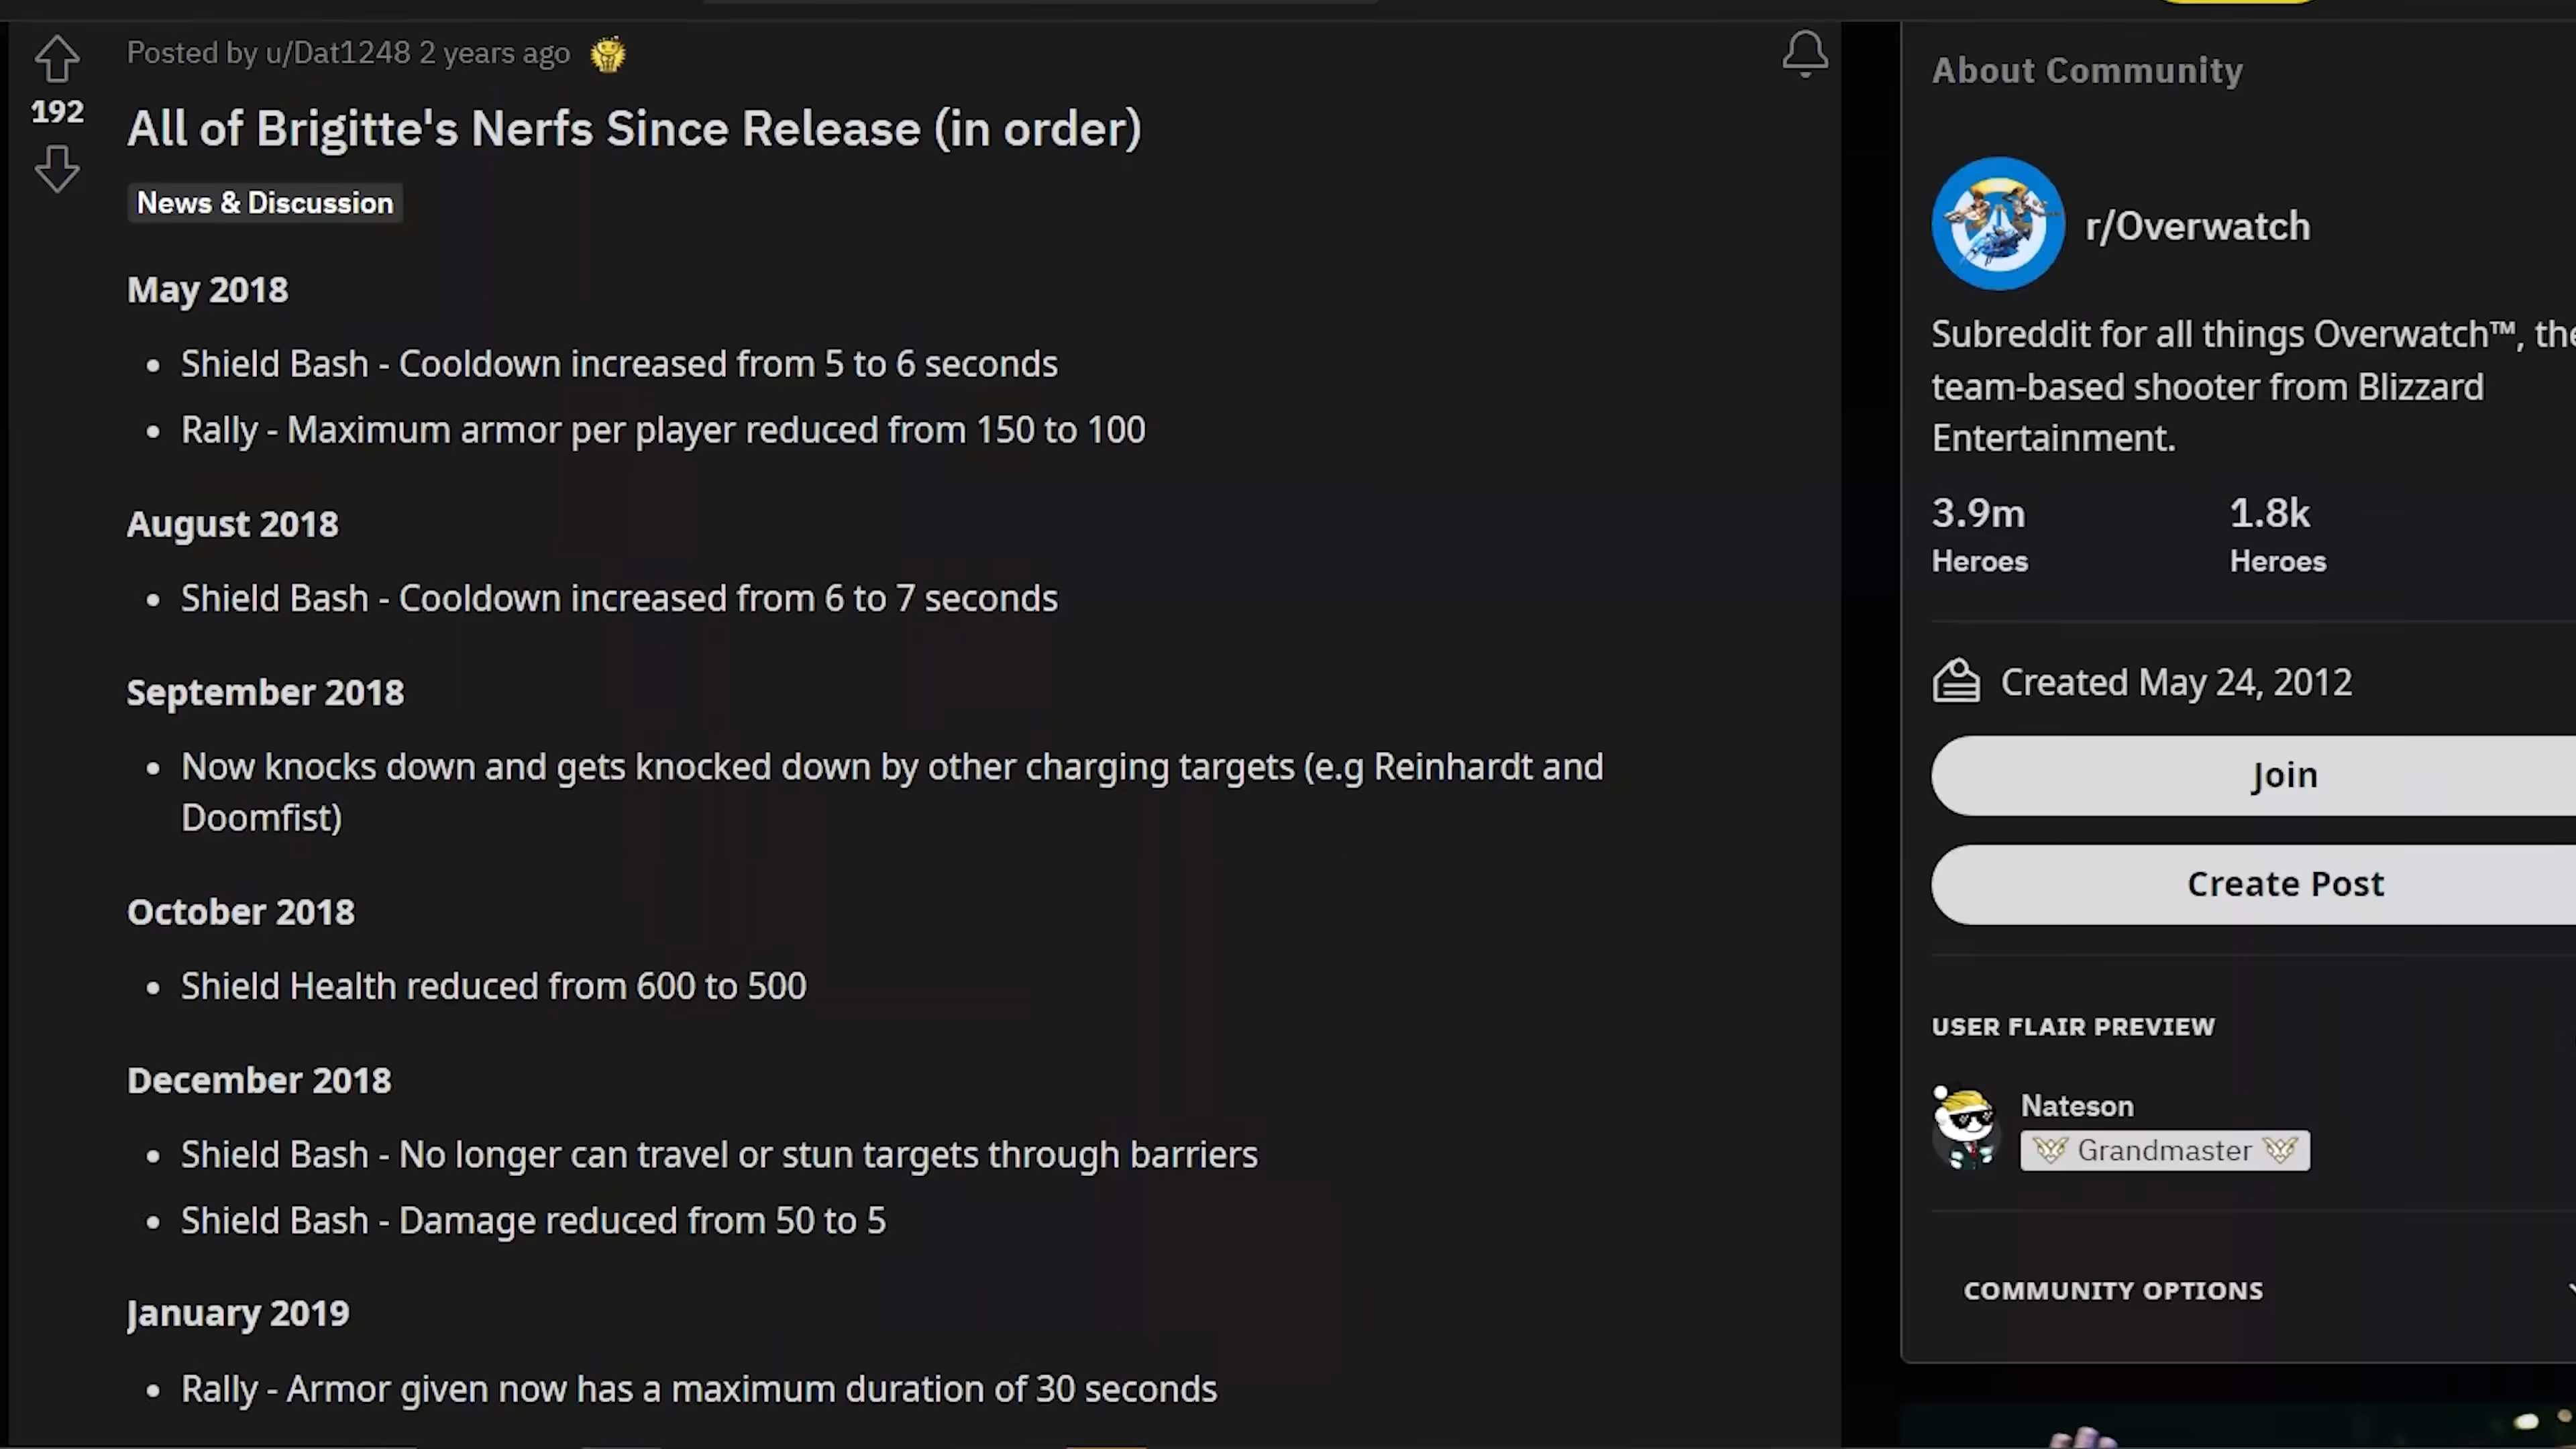 Posted by u/Dat1248 2 years ago
192
All of Brigitte's Nerfs Since Release (in order)
News & Discussion
May 2018
• Shield Bash - Cooldown increased from 5 to 6 seconds
• Rally - Maximum armor per player reduced from 150 to 100
August 2018
• Shield Bash - Cooldown increased from 6 to 7 seconds
September 2018
• Now knocks down and gets knocked down by other charging targets (e.g Reinhardt and
Doomfist)
October 2018
• Shield Health reduced from 600 to 500
December 2018
• Shield Bash - No longer can travel or stun targets through barriers
• Shield Bash - Damage reduced from 50 to 5
January 2019
• Rally - Armor given now has a maximum duration of 30 seconds
About Community
r/Overwatch
Subreddit for all things Overwatch™, the
team-based shooter from Blizzard
Entertainment.
3.9m 1.8k
Heroes Heroes
Created May 24, 2012
Join
Create Post
USER FLAIR PREVIEW
Nateson
Grandmaster
COMMUNITY OPTIONS